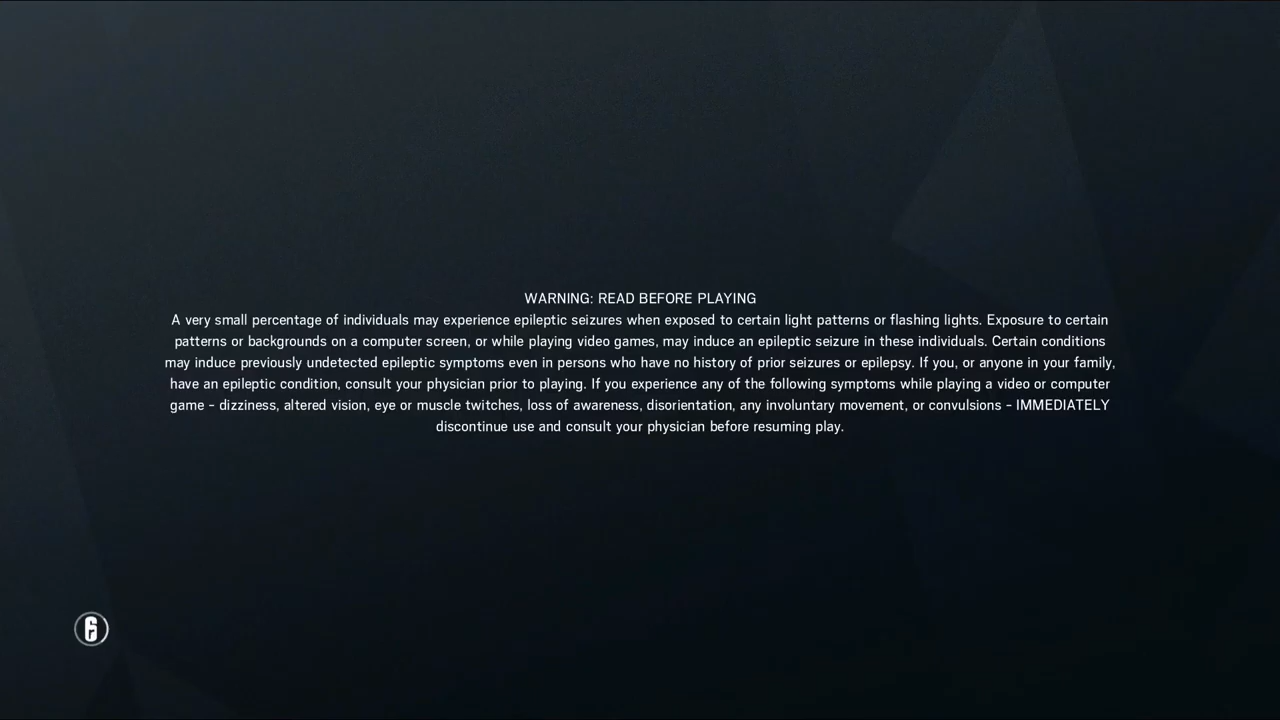 WARNING: READ BEFORE PLAYING
A very small percentage of individuals may experience epileptic seizures when exposed to certain light patterns or flashing lights. Exposure to certain
patterns or backgrounds on a computer screen, or while playing video games, may induce an epileptic seizure in these individuals. Certain conditions
may induce previously undetected epileptic symptoms even in persons who have no history of prior seizures or epilepsy. If you, or anyone in your family,
have an epileptic condition, consult your physician prior to playing. If you experience any of the following symptoms while playing a video or computer
game - dizziness, altered vision, eye or muscle twitches, loss of awareness, disorientation, any involuntary movement, or convulsions - IMMEDIATELY
discontinue use and consult your physician before resuming play.
6